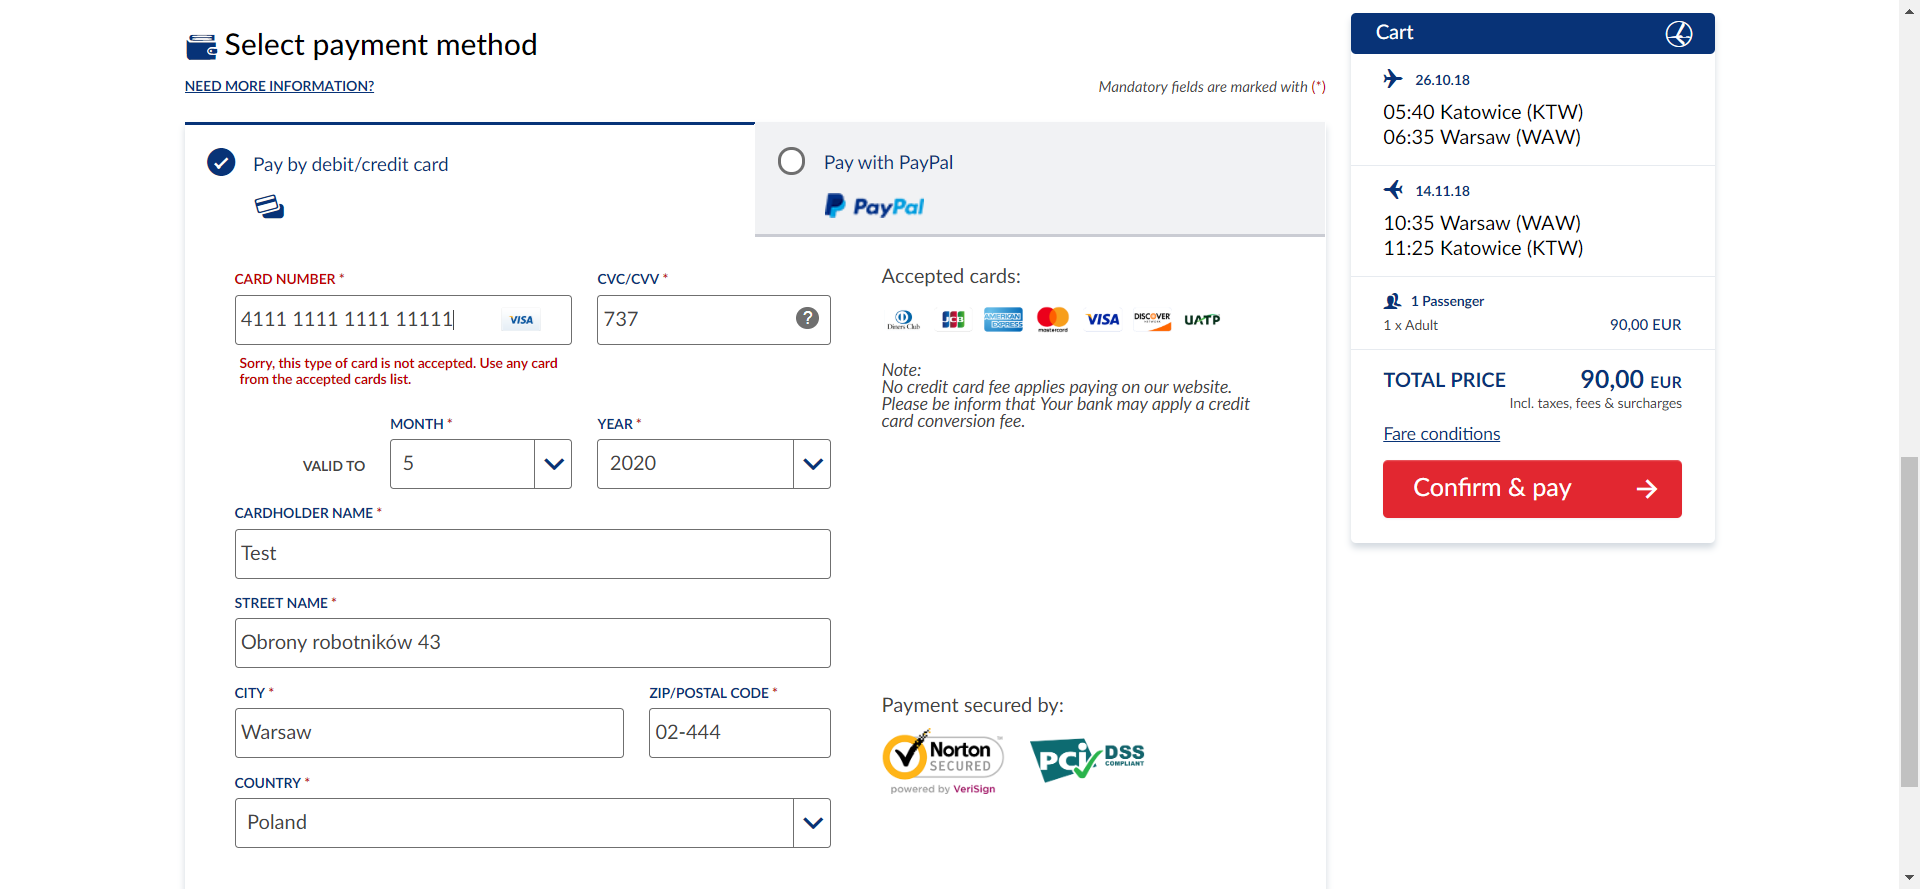 Select payment method
NEED MORE INFORMATION?
Mandatory fields are marked with (*)
Pay by debit/credit card
Pay with PayPal
PayPal
CARD NUMBER *
CVC/CVV *
4111 1111 1111 11111
VISA
737
?
Sorry, this type of card is not accepted. Use any card
from the accepted cards list.
MONTH *
YEAR *
VALID TO
5
2020
CARDHOLDER NAME *
Test
STREET NAME *
Obrony robotników 43
CITY *
ZIP/POSTAL CODE *
Warsaw
02-444
COUNTRY *
Poland
Accepted cards:
Diners Club
JCB
AMERICAN EXPRESS
mastercard
VISA
DISCOVER
UATP
Note:
No credit card fee applies paying on our website.
Please be inform that Your bank may apply a credit
card conversion fee.
Payment secured by:
Norton
SECURED
powered by VeriSign
PCI DSS
COMPLIANT
Cart
26.10.18
05:40 Katowice (KTW)
06:35 Warsaw (WAW)
14.11.18
10:35 Warsaw (WAW)
11:25 Katowice (KTW)
1 Passenger
1 x Adult 90,00 EUR
TOTAL PRICE 90,00 EUR
Incl. taxes, fees & surcharges
Fare conditions
Confirm & pay